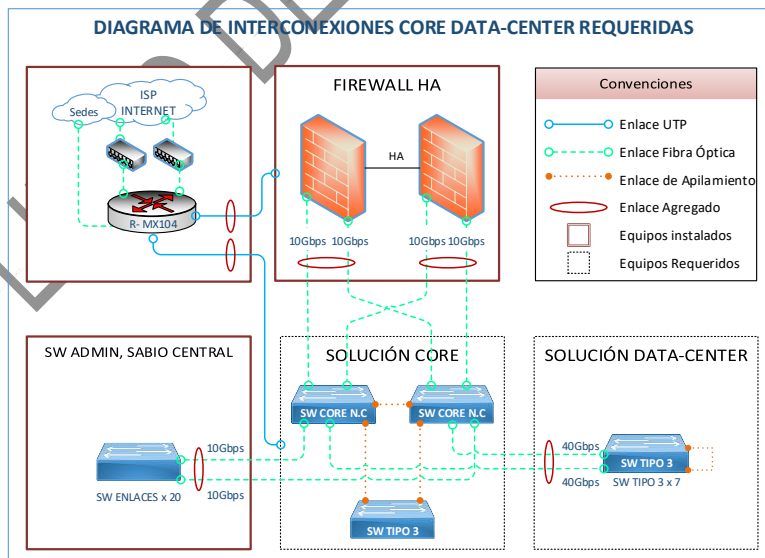 DIAGRAMA DE INTERCONEXIONES CORE DATA-CENTER REQUERIDAS
ISP
INTERNET
Sedes
R- MX104
FIREWALL HA
HA
10Gbps 10Gbps
10Gbps 10Gbps
Convenciones
Enlace UTP
Enlace Fibra Óptica
Enlace de Apilamiento
Enlace Agregado
Equipos instalados
Equipos Requeridos
SW ADMIN, SABIO CENTRAL
10Gbps
10Gbps
SW ENLACES x 20
SOLUCIÓN CORE
SW CORE N.C
SW CORE N.C
SW TIPO 3
SOLUCIÓN DATA-CENTER
40Gbps
40Gbps
SW TIPO 3
SW TIPO 3 x 7